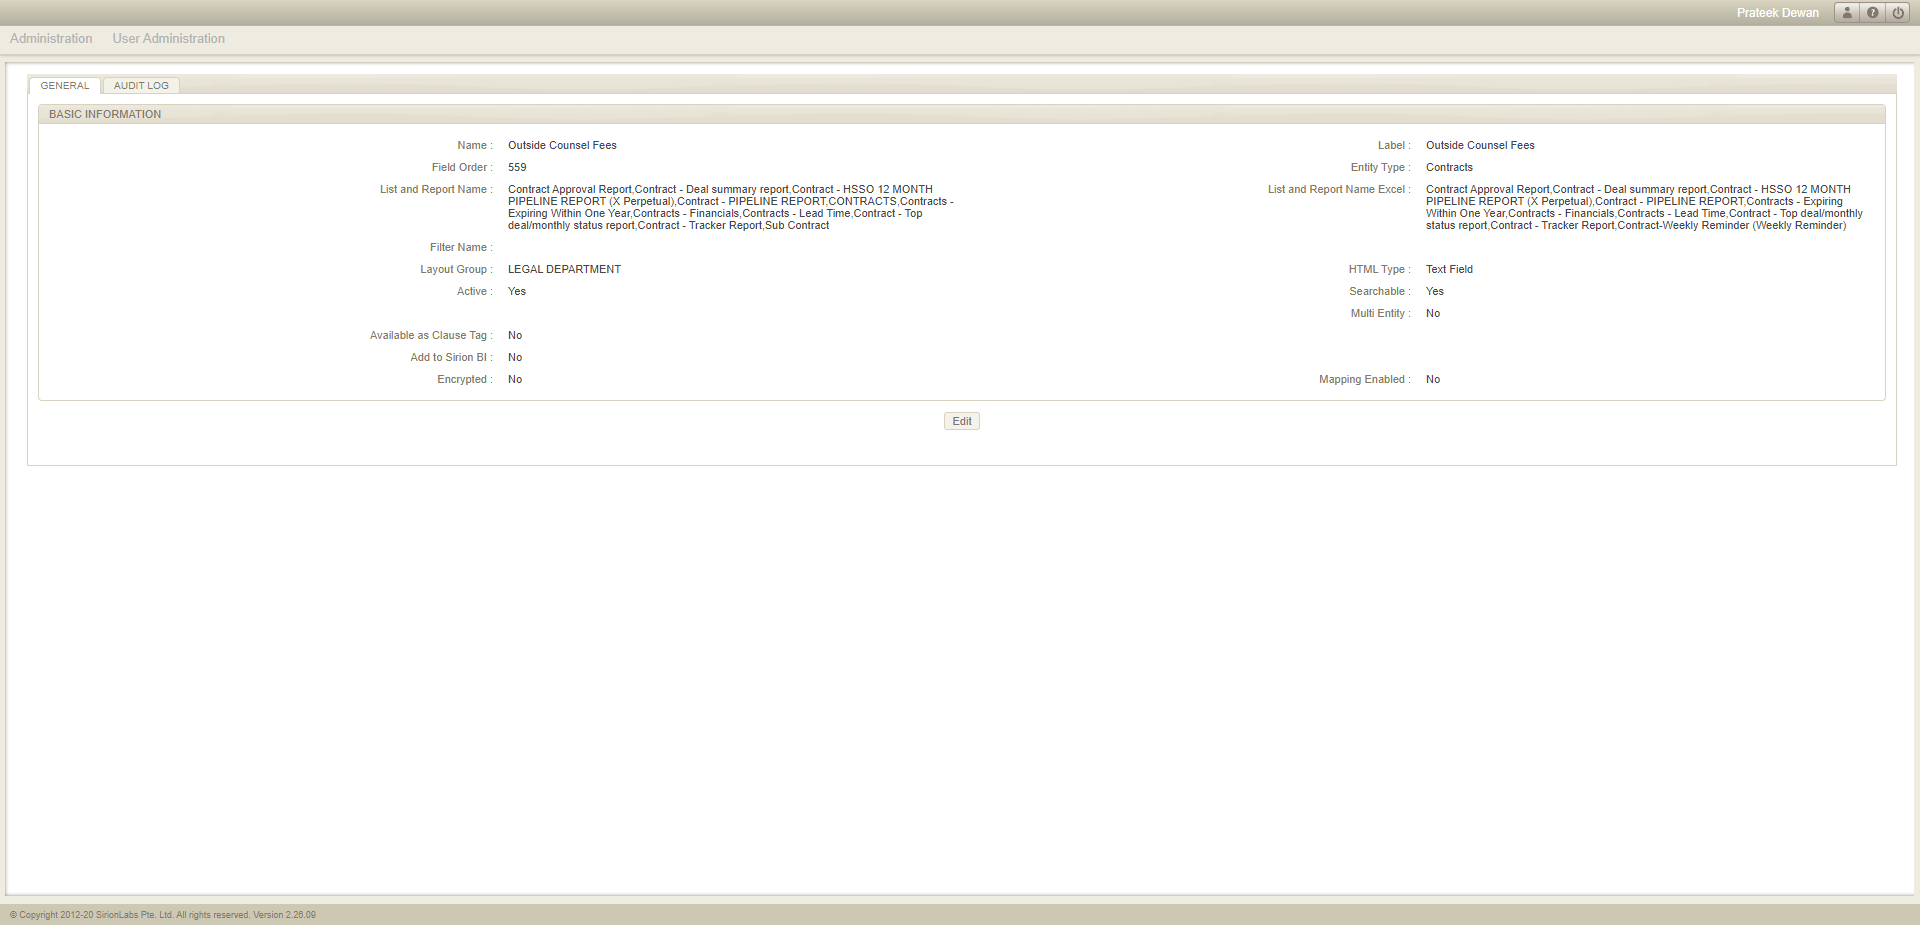 Prateek Dewan
Administration User Administration
GENERAL AUDIT LOG
BASIC INFORMATION
Name : Outside Counsel Fees
Label : Outside Counsel Fees
Field Order : 559
Entity Type : Contracts
List and Report Name : Contract Approval Report,Contract - Deal summary report,Contract - HSSO 12 MONTH
PIPELINE REPORT (X Perpetual),Contract - PIPELINE REPORT,CONTRACTS,Contracts -
Expiring Within One Year,Contracts - Financials,Contracts - Lead Time,Contract - Top
deal/monthly status report,Contract - Tracker Report,Sub Contract
List and Report Name Excel : Contract Approval Report,Contract - Deal summary report,Contract - HSSO 12 MONTH
PIPELINE REPORT (X Perpetual),Contract - PIPELINE REPORT,Contracts - Expiring
Within One Year,Contracts - Financials,Contracts - Lead Time,Contract - Top deal/monthly
status report,Contract - Tracker Report,Contract-Weekly Reminder (Weekly Reminder)
Filter Name :
Layout Group : LEGAL DEPARTMENT
HTML Type : Text Field
Active : Yes
Searchable : Yes
Multi Entity : No
Available as Clause Tag : No
Add to Sirion BI : No
Encrypted : No
Mapping Enabled : No
Edit
© Copyright 2012-20 SirionLabs Pte. Ltd. All rights reserved. Version 2.26.09